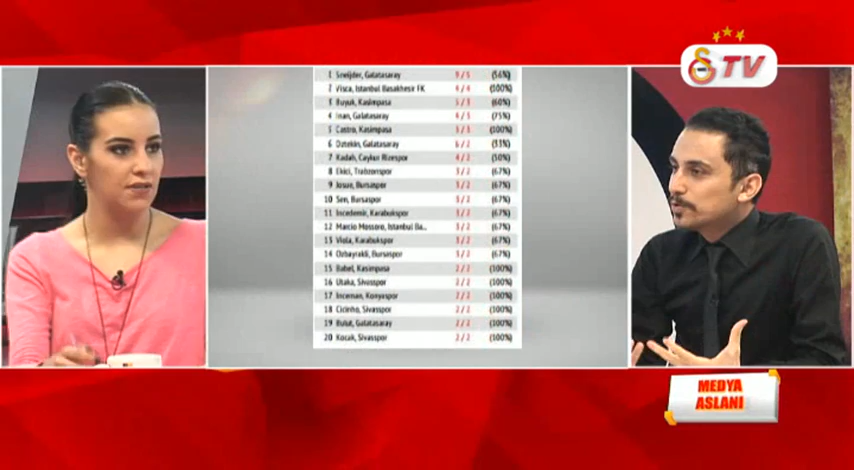 TV
1 Sneijder, Galatasaray 9 / 5 (56%)
2 Visca, Istanbul Basakhesir FK 4 / 4 (100%)
3 Buyuk, Kasimpasa 5 / 3 (60%)
4 Inan, Galatasaray 4 / 3 (75%)
5 Castro, Kasimpasa 3 / 3 (100%)
6 Oztekin, Galatasaray 6 / 2 (33%)
7 Kadah, Caykur Rizespor 4 / 2 (50%)
8 Ekici, Trabzonspor 3 / 2 (67%)
9 Josue, Bursaspor 3 / 2 (67%)
10 Sen, Bursaspor 3 / 2 (67%)
11 Incedemir, Karabukspor 3 / 2 (67%)
12 Marcio Mossoro, Istanbul Ba... 3 / 2 (67%)
13 Viola, Karabukspor 3 / 2 (67%)
14 Ozbayrakli, Bursaspor 3 / 2 (67%)
15 Babel, Kasimpasa 2 / 2 (100%)
16 Utaka, Sivasspor 2 / 2 (100%)
17 Inceman, Konyaspor 2 / 2 (100%)
18 Cicinho, Sivasspor 2 / 2 (100%)
19 Bulut, Galatasaray 2 / 2 (100%)
20 Kocak, Sivasspor 2 / 2 (100%)
MEDYA
ASLANI